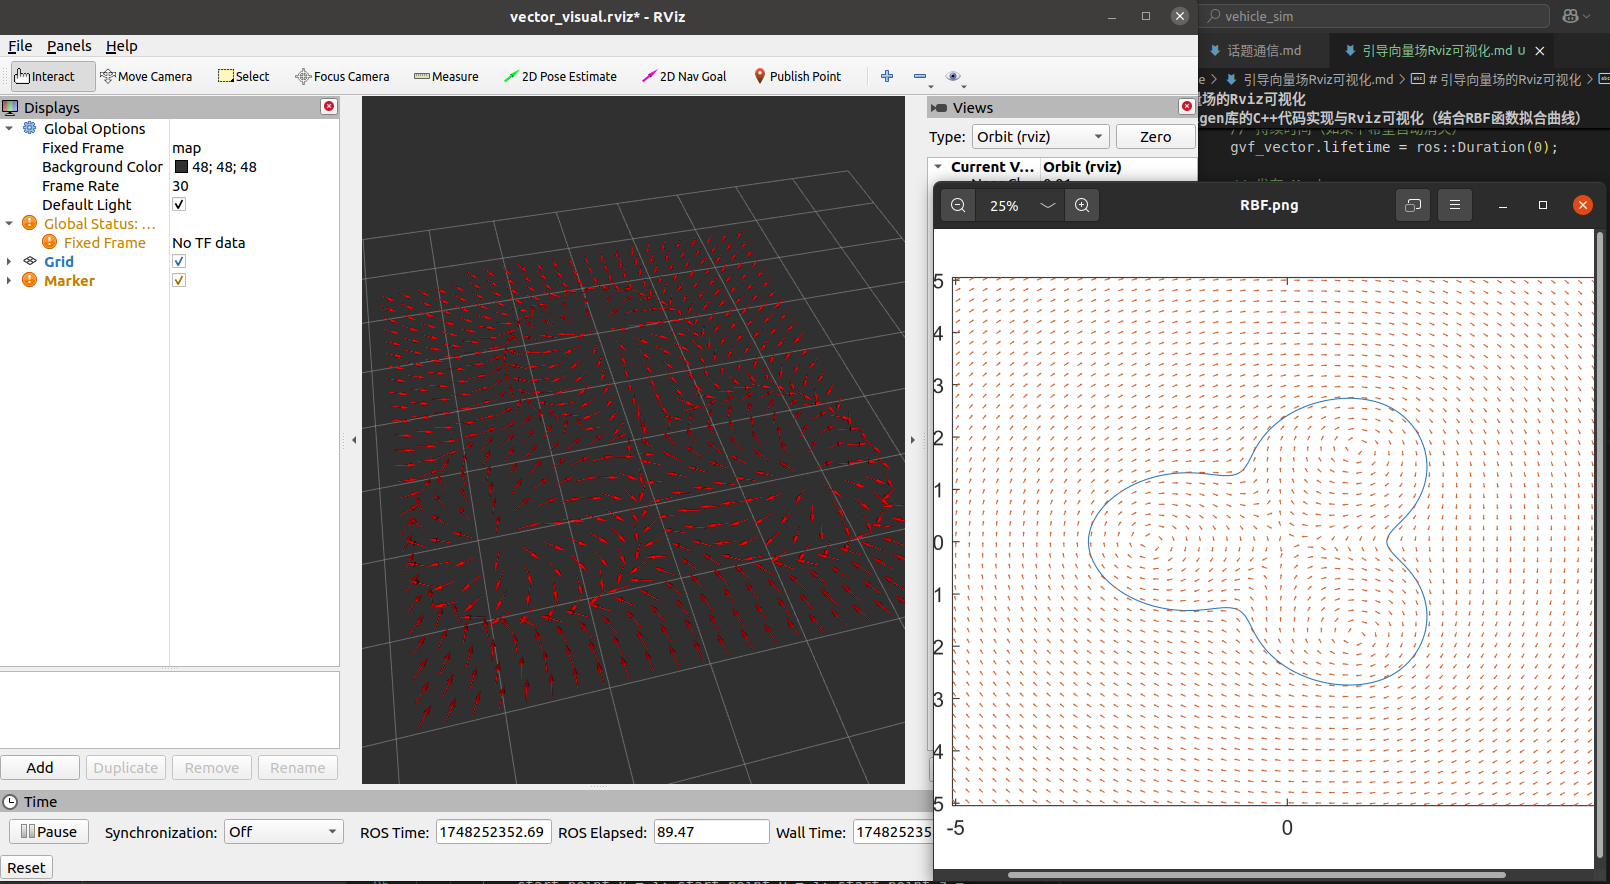 vector_visual.rviz* - RViz
File Panels Help
Interact Move Camera Select Focus Camera Measure 2D Pose Estimate 2D Nav Goal Publish Point
Displays
Global Options
Fixed Frame map
Background Color 48; 48; 48
Frame Rate 30
Default Light
Global Status: ...
Fixed Frame No TF data
Grid
Marker
Add Duplicate Remove Rename
Views
Type: Orbit (rviz) Zero
Current V... Orbit (rviz)
Time
Pause Synchronization: Off ROS Time: 1748252352.69 ROS Elapsed: 89.47 Wall Time: 174825235
Reset
vehicle_sim
话题通信.md 引导向量场Rviz可视化.md U
e > 引导向量场Rviz可视化.md > # 引导向量场的Rviz可视化 >
量场的Rviz可视化
gen库的C++代码实现与Rviz可视化（结合RBF函数拟合曲线）
gvf_vector.lifetime = ros::Duration(0);
25% RBF.png
5
4
3
2
1
0
1
2
3
4
5
-5 0